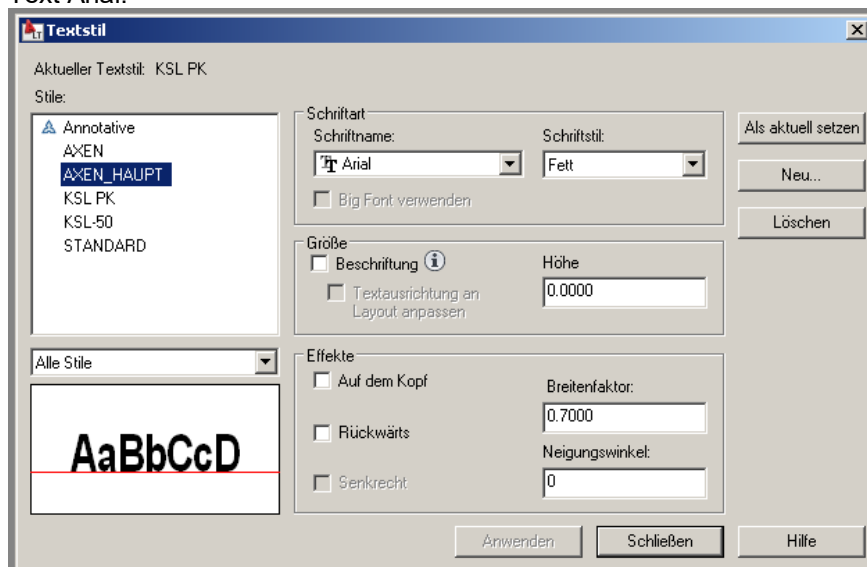 Text Arial.
Textstil
Aktueller Textstil: KSL PK
Stile:
Annotative
AXEN
AXEN_HAUPT
KSL PK
KSL-50
STANDARD
Alle Stile
AaBbCcD
Schriftart
Schriftname:
Schriftstil:
Arial
Fett
Big Font verwenden
Größe
Beschriftung
Höhe
Textausrichtung an
Layout anpassen
0.0000
Effekte
Auf dem Kopf
Rückwärts
Senkrecht
Breitenfaktor:
0.7000
Neigungswinkel:
0
Als aktuell setzen
Neu...
Löschen
Anwenden
Schließen
Hilfe